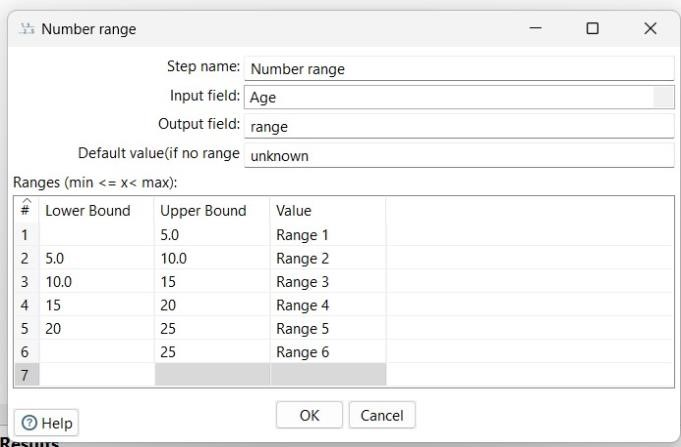 Number range
Step name: Number range
Input field: Age
Output field: range
Default value(if no range unknown
Ranges (min <= x< max):
# Lower Bound Upper Bound Value
1 5.0 Range 1
2 5.0 10.0 Range 2
3 10.0 15 Range 3
4 15 20 Range 4
5 20 25 Range 5
6 25 Range 6
7
Help OK Cancel
Results